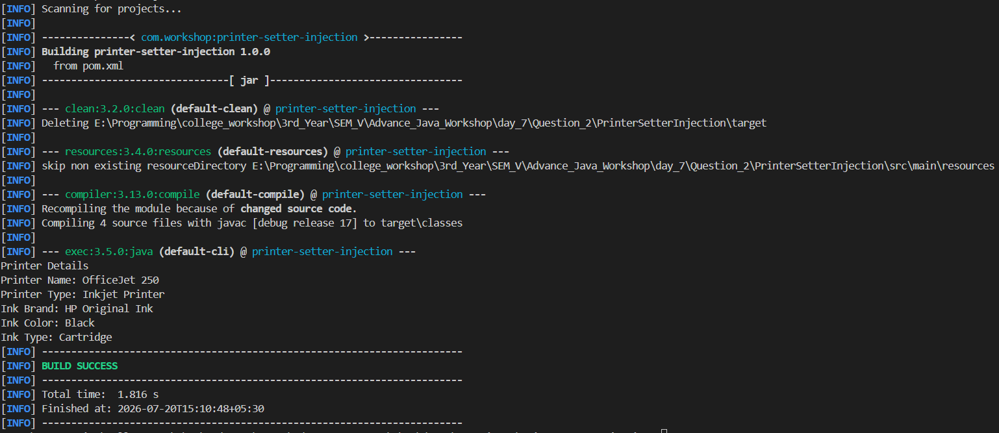 [INFO] Scanning for projects...
[INFO]
[INFO] ---------------< com.workshop:printer-setter-injection >----------------
[INFO] Building printer-setter-injection 1.0.0
[INFO]   from pom.xml
[INFO] --------------------------------[ jar ]---------------------------------
[INFO]
[INFO] --- clean:3.2.0:clean (default-clean) @ printer-setter-injection ---
[INFO] Deleting E:\Programming\college_workshop\3rd_Year\SEM_V\Advance_Java_Workshop\day_7\Question_2\PrinterSetterInjection\target
[INFO]
[INFO] --- resources:3.4.0:resources (default-resources) @ printer-setter-injection ---
[INFO] skip non existing resourceDirectory E:\Programming\college_workshop\3rd_Year\SEM_V\Advance_Java_Workshop\day_7\Question_2\PrinterSetterInjection\src\main\resources
[INFO]
[INFO] --- compiler:3.13.0:compile (default-compile) @ printer-setter-injection ---
[INFO] Recompiling the module because of changed source code.
[INFO] Compiling 4 source files with javac [debug release 17] to target\classes
[INFO]
[INFO] --- exec:3.5.0:java (default-cli) @ printer-setter-injection ---
Printer Details
Printer Name: OfficeJet 250
Printer Type: Inkjet Printer
Ink Brand: HP Original Ink
Ink Color: Black
Ink Type: Cartridge
[INFO] ------------------------------------------------------------------------
[INFO] BUILD SUCCESS
[INFO] ------------------------------------------------------------------------
[INFO] Total time:  1.816 s
[INFO] Finished at: 2026-07-20T15:10:48+05:30
[INFO] ------------------------------------------------------------------------